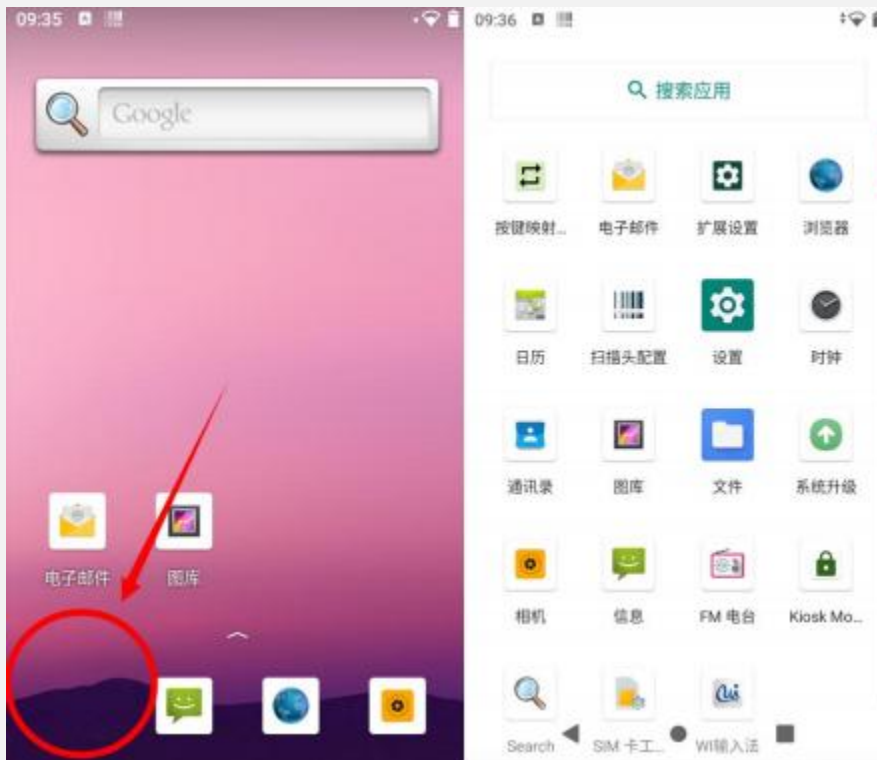 09:35
Google
电子邮件
图库
09:36
搜索应用
按键映射...
电子邮件
扩展设置
浏览器
日历
扫描头配置
设置
时钟
通讯录
图库
文件
系统升级
相机
信息
FM 电台
Kiosk Mo...
Search
SIM 卡工...
WI输入法